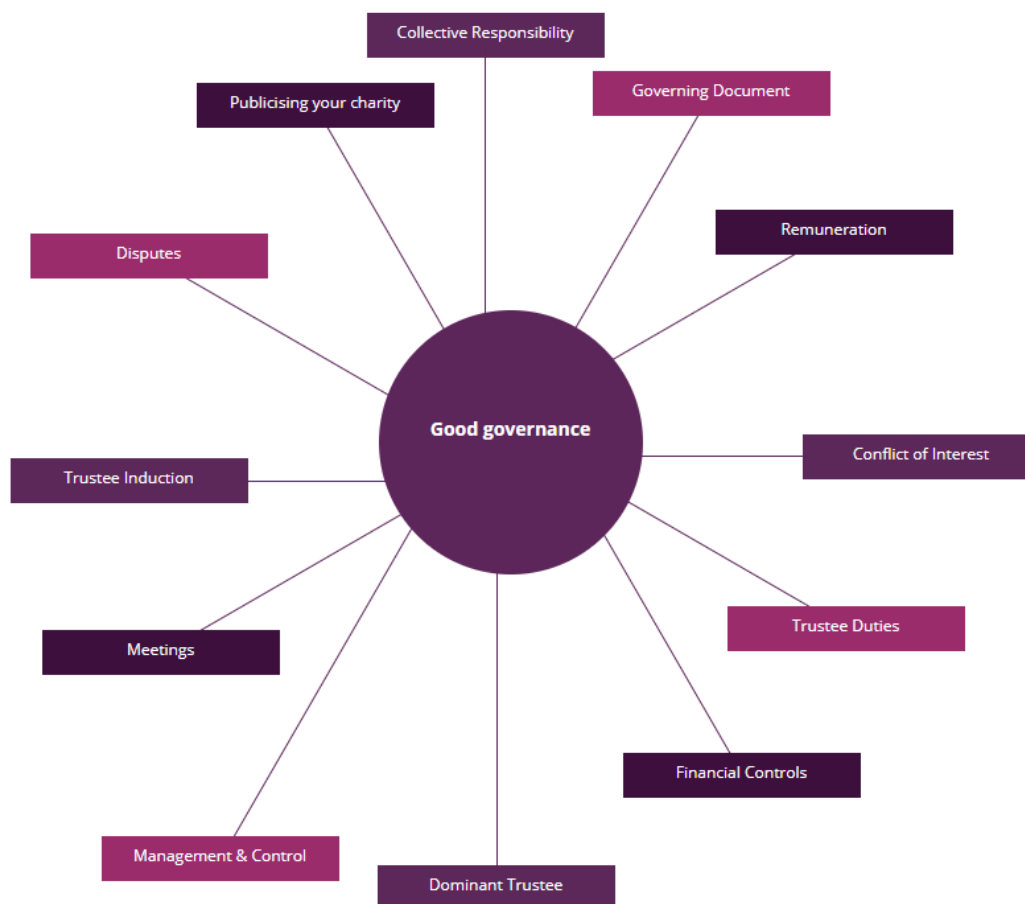 Collective Responsibility
Publicising your charity
Governing Document
Remuneration
Disputes
Good governance
Conflict of Interest
Trustee Induction
Trustee Duties
Meetings
Financial Controls
Management & Control
Dominant Trustee